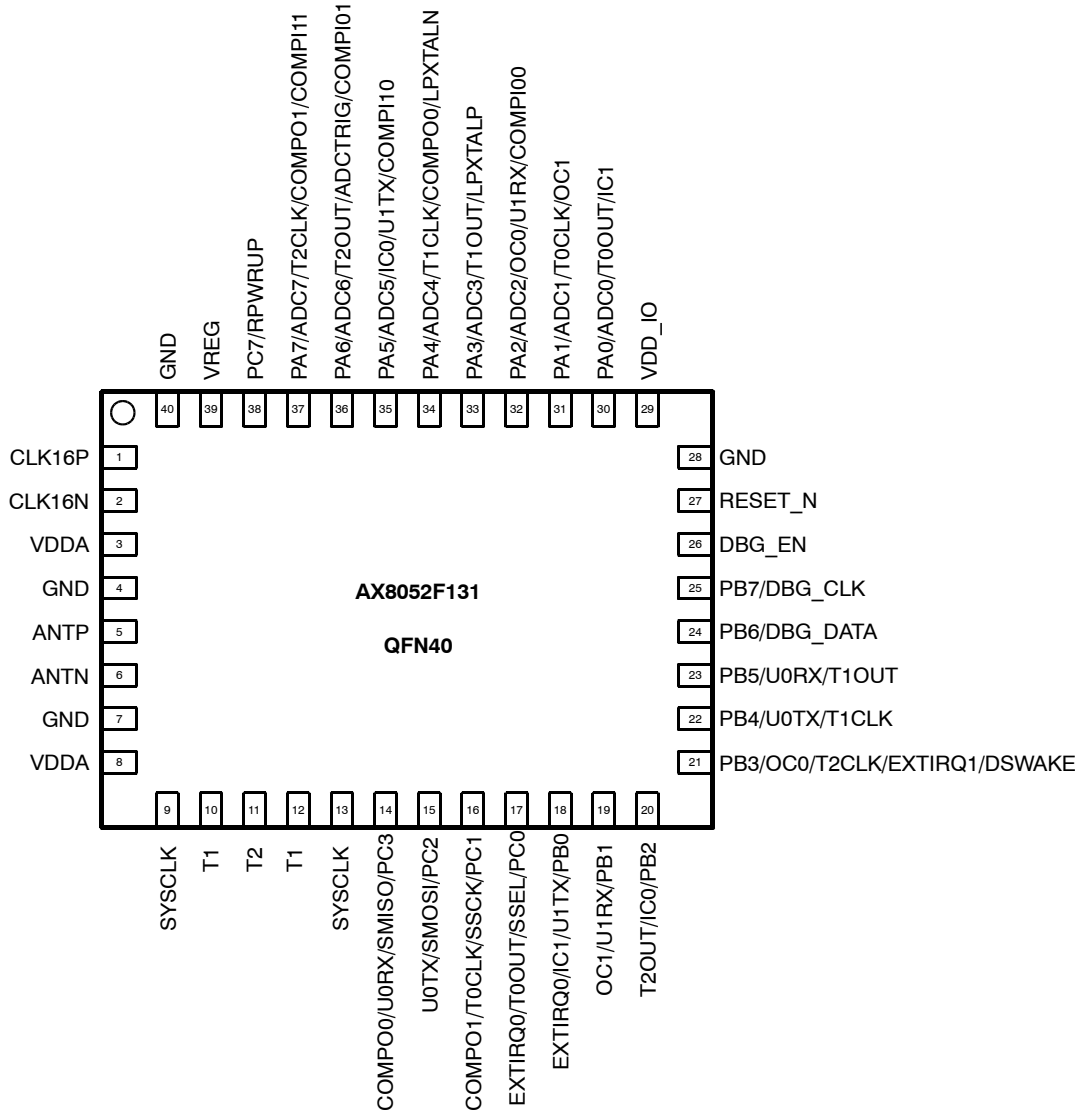 PA7/ADC7/T2CLK/COMPO1/COMPI11
PA6/ADC6/T2OUT/ADCTRIG/COMPI01
PA5/ADC5/IC0/U1TX/COMPI10
PA4/ADC4/T1CLK/COMPO0/LPXTALN
PA3/ADC3/T1OUT/LPXTALP
PA2/ADC2/OC0/U1RX/COMPI00
PA1/ADC1/T0CLK/OC1
PA0/ADC0/T0OUT/IC1
GND
VREG
PC7/RPWRUP
VDD_IO
40
39
38
37
36
35
34
33
32
31
30
29
CLK16P 1
28 GND
CLK16N 2
27 RESET_N
VDDA 3
26 DBG_EN
GND 4
25 PB7/DBG_CLK
ANTP 5
24 PB6/DBG_DATA
ANTN 6
23 PB5/U0RX/T1OUT
GND 7
22 PB4/U0TX/T1CLK
VDDA 8
21 PB3/OC0/T2CLK/EXTIRQ1/DSWAKE
AX8052F131
QFN40
9
10
11
12
13
14
15
16
17
18
19
20
SYSCLK
T1
T2
T1
SYSCLK
COMPO0/U0RX/SMISO/PC3
U0TX/SMOSI/PC2
COMPO1/T0CLK/SSCK/PC1
EXTIRQ0/T0OUT/SSEL/PC0
EXTIRQ0/IC1/U1TX/PB0
OC1/U1RX/PB1
T2OUT/IC0/PB2